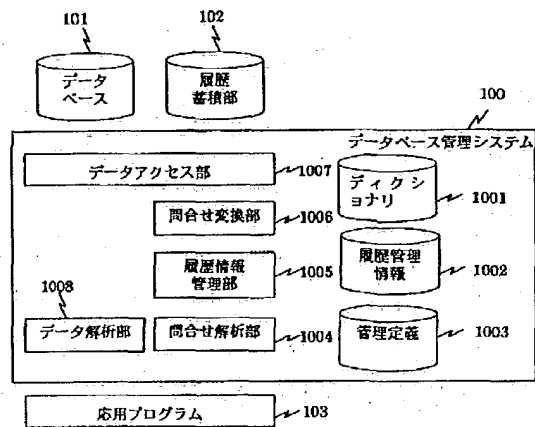 101
102
データ
ベース
履歴
蓄積部
100
データベース管理システム
データアクセス部
1007
ディクシ
ョナリ
1001
問合せ変換部
1006
履歴情報
管理部
1005
履歴管理
情報
1002
1008
データ解析部
問合せ解析部
1004
管理定義
1003
応用プログラム
103